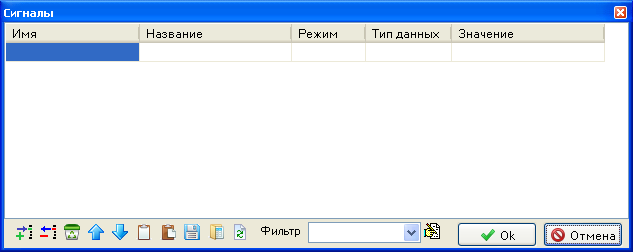 Сигналы
Имя Название Режим Тип данных Значение
Фильтр Ok Отмена